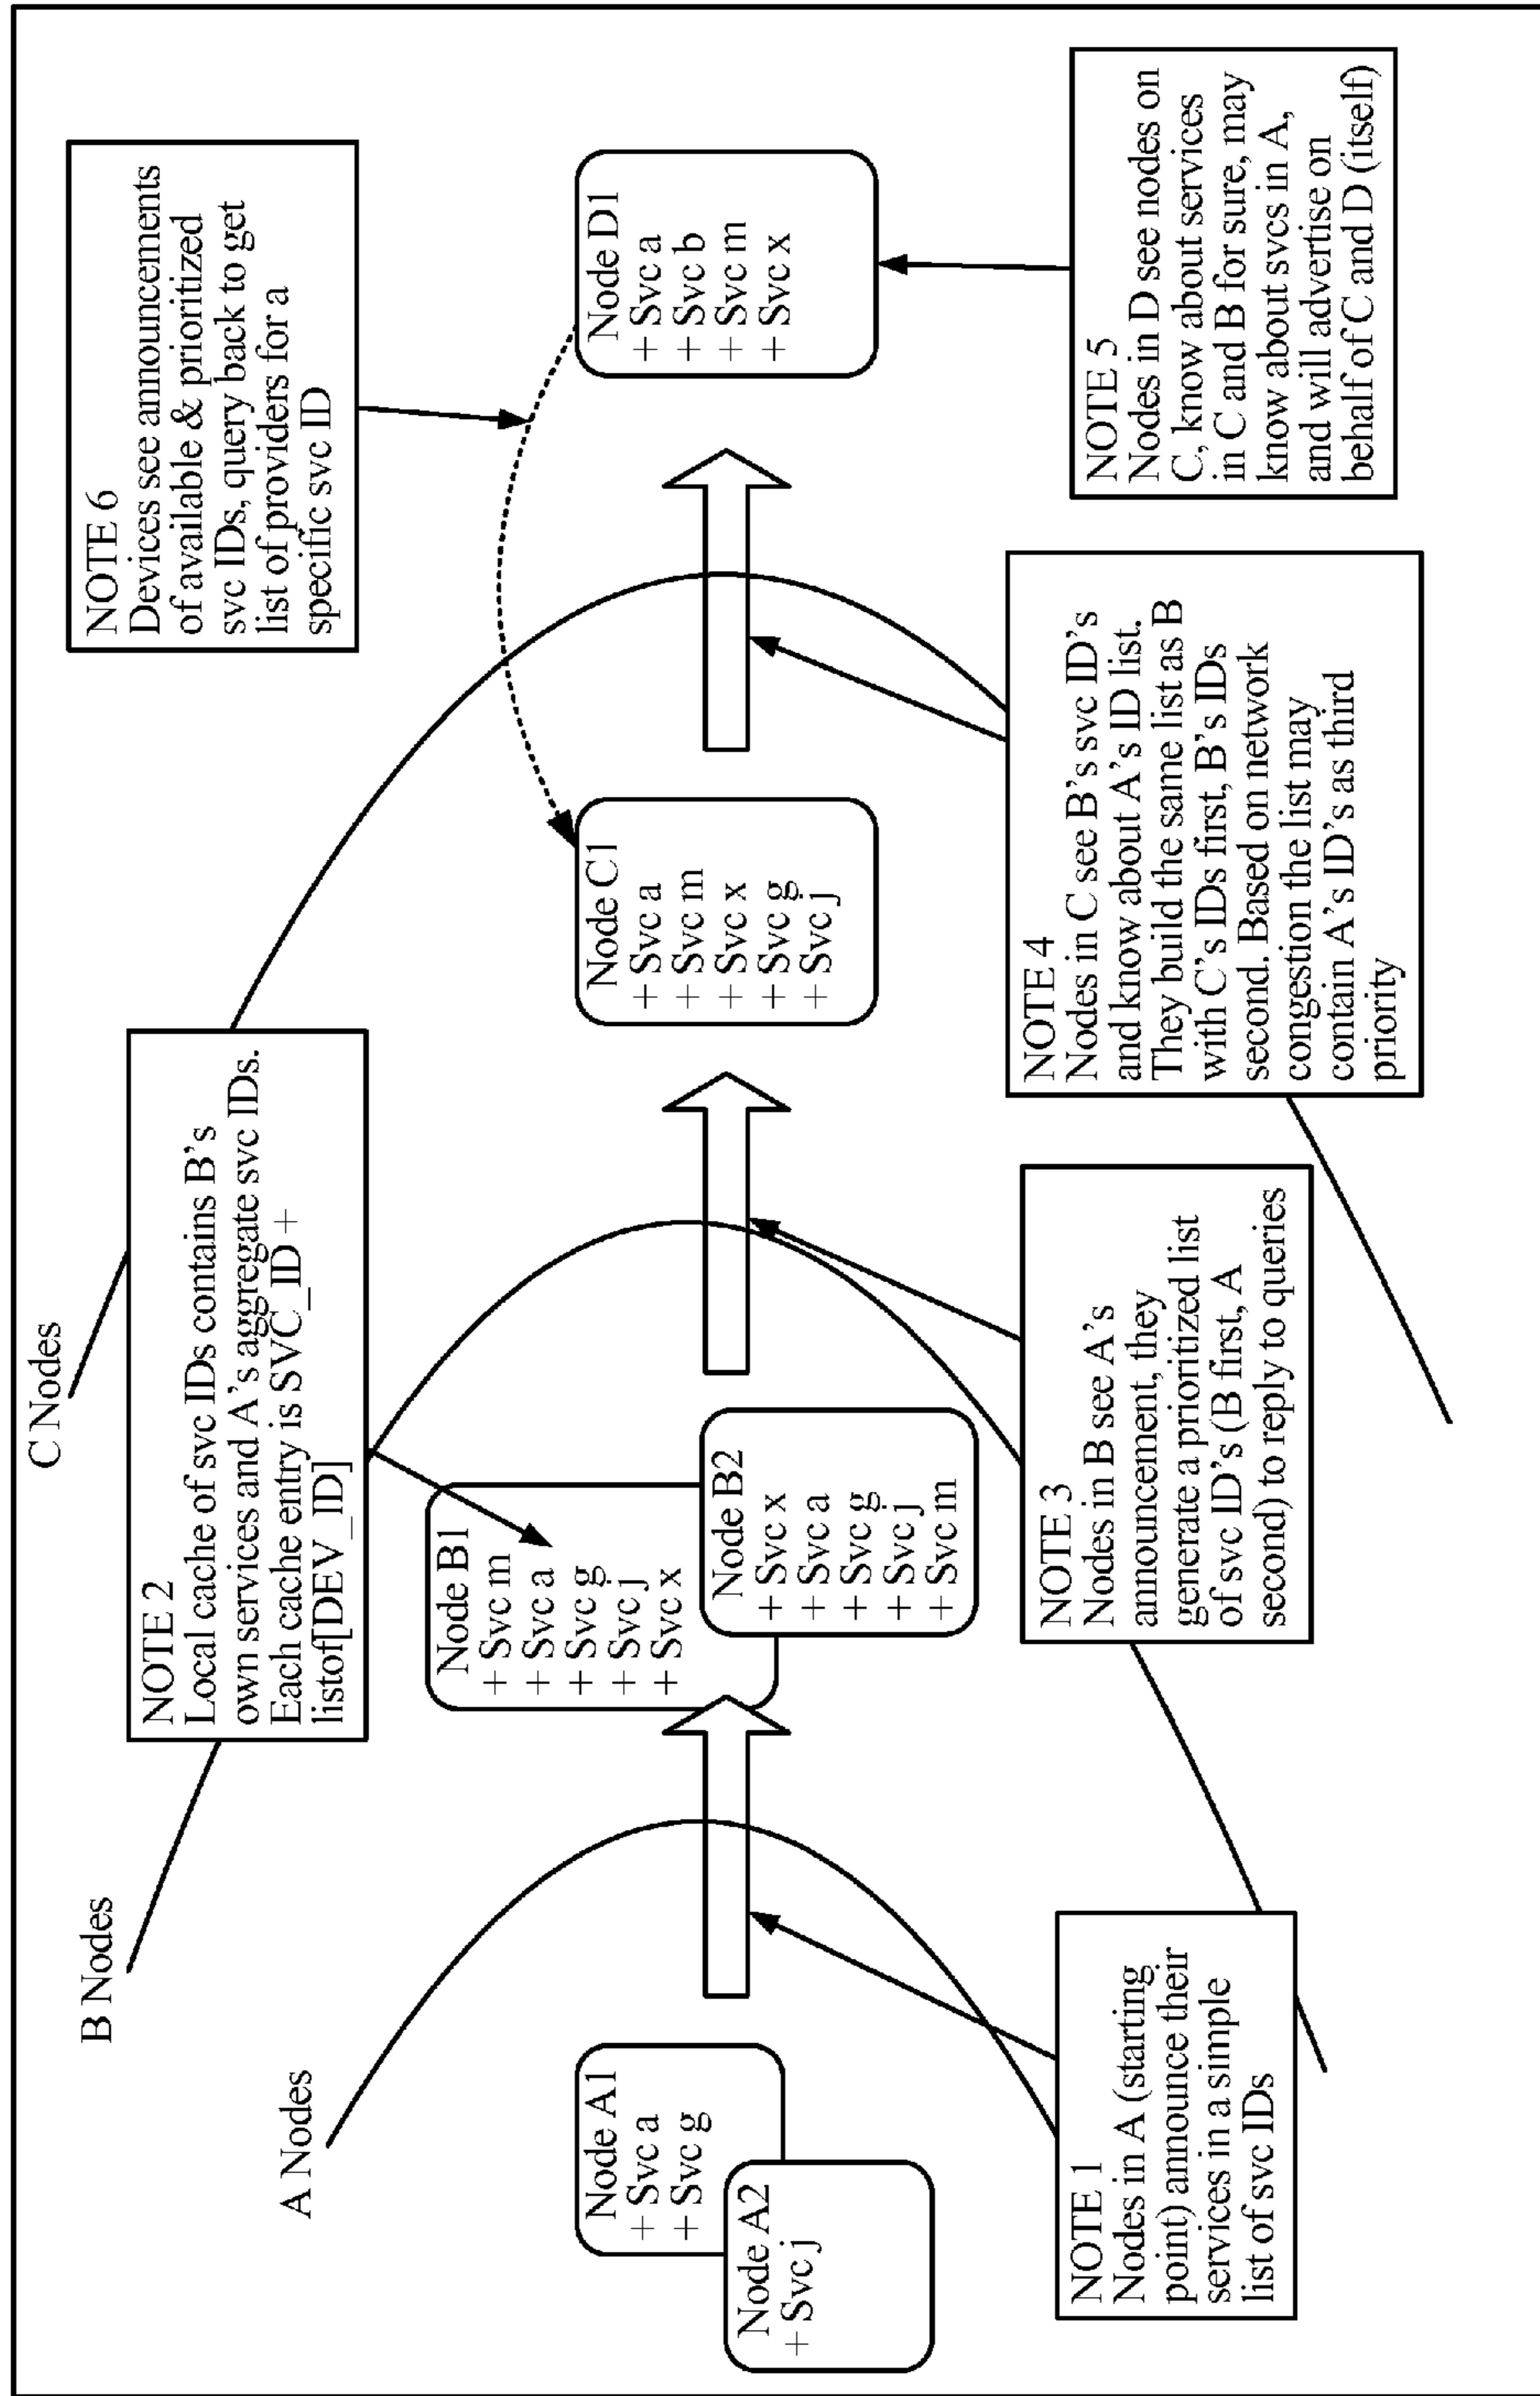 C Nodes
B Nodes
A Nodes
NOTE 6
Devices see announcements
of available & prioritized
svc IDs, query back to get
list of providers for a
specific svc ID
NOTE 2
Local cache of svc IDs contains B's
own services and A's aggregate svc IDs.
Each cache entry is SVC_ID +
listof[DEV_ID]
Node A1
+ Svc a
+ Svc g
Node A2
+ Svc j
Node B1
+ Svc m
+ Svc a
+ Svc g
+ Svc j
+ Svc x
Node B2
+ Svc x
+ Svc a
+ Svc g
+ Svc j
+ Svc m
Node C1
+ Svc a
+ Svc m
+ Svc x
+ Svc g
+ Svc j
Node D1
+ Svc a
+ Svc b
+ Svc m
+ Svc x
NOTE 1
Nodes in A (starting
point) announce their
services in a simple
list of svc IDs
NOTE 3
Nodes in B see A's
announcement, they
generate a prioritized list
of svc ID's (B first, A
second) to reply to queries
NOTE 4
Nodes in C see B's svc ID's
and know about A's ID list.
They build the same list as B
with C's IDs first, B's IDs
second. Based on network
congestion the list may
contain A's ID's as third
priority
NOTE 5
Nodes in D see nodes on
C, know about services
in C and B for sure, may
know about svcs in A,
and will advertise on
behalf of C and D (itself)